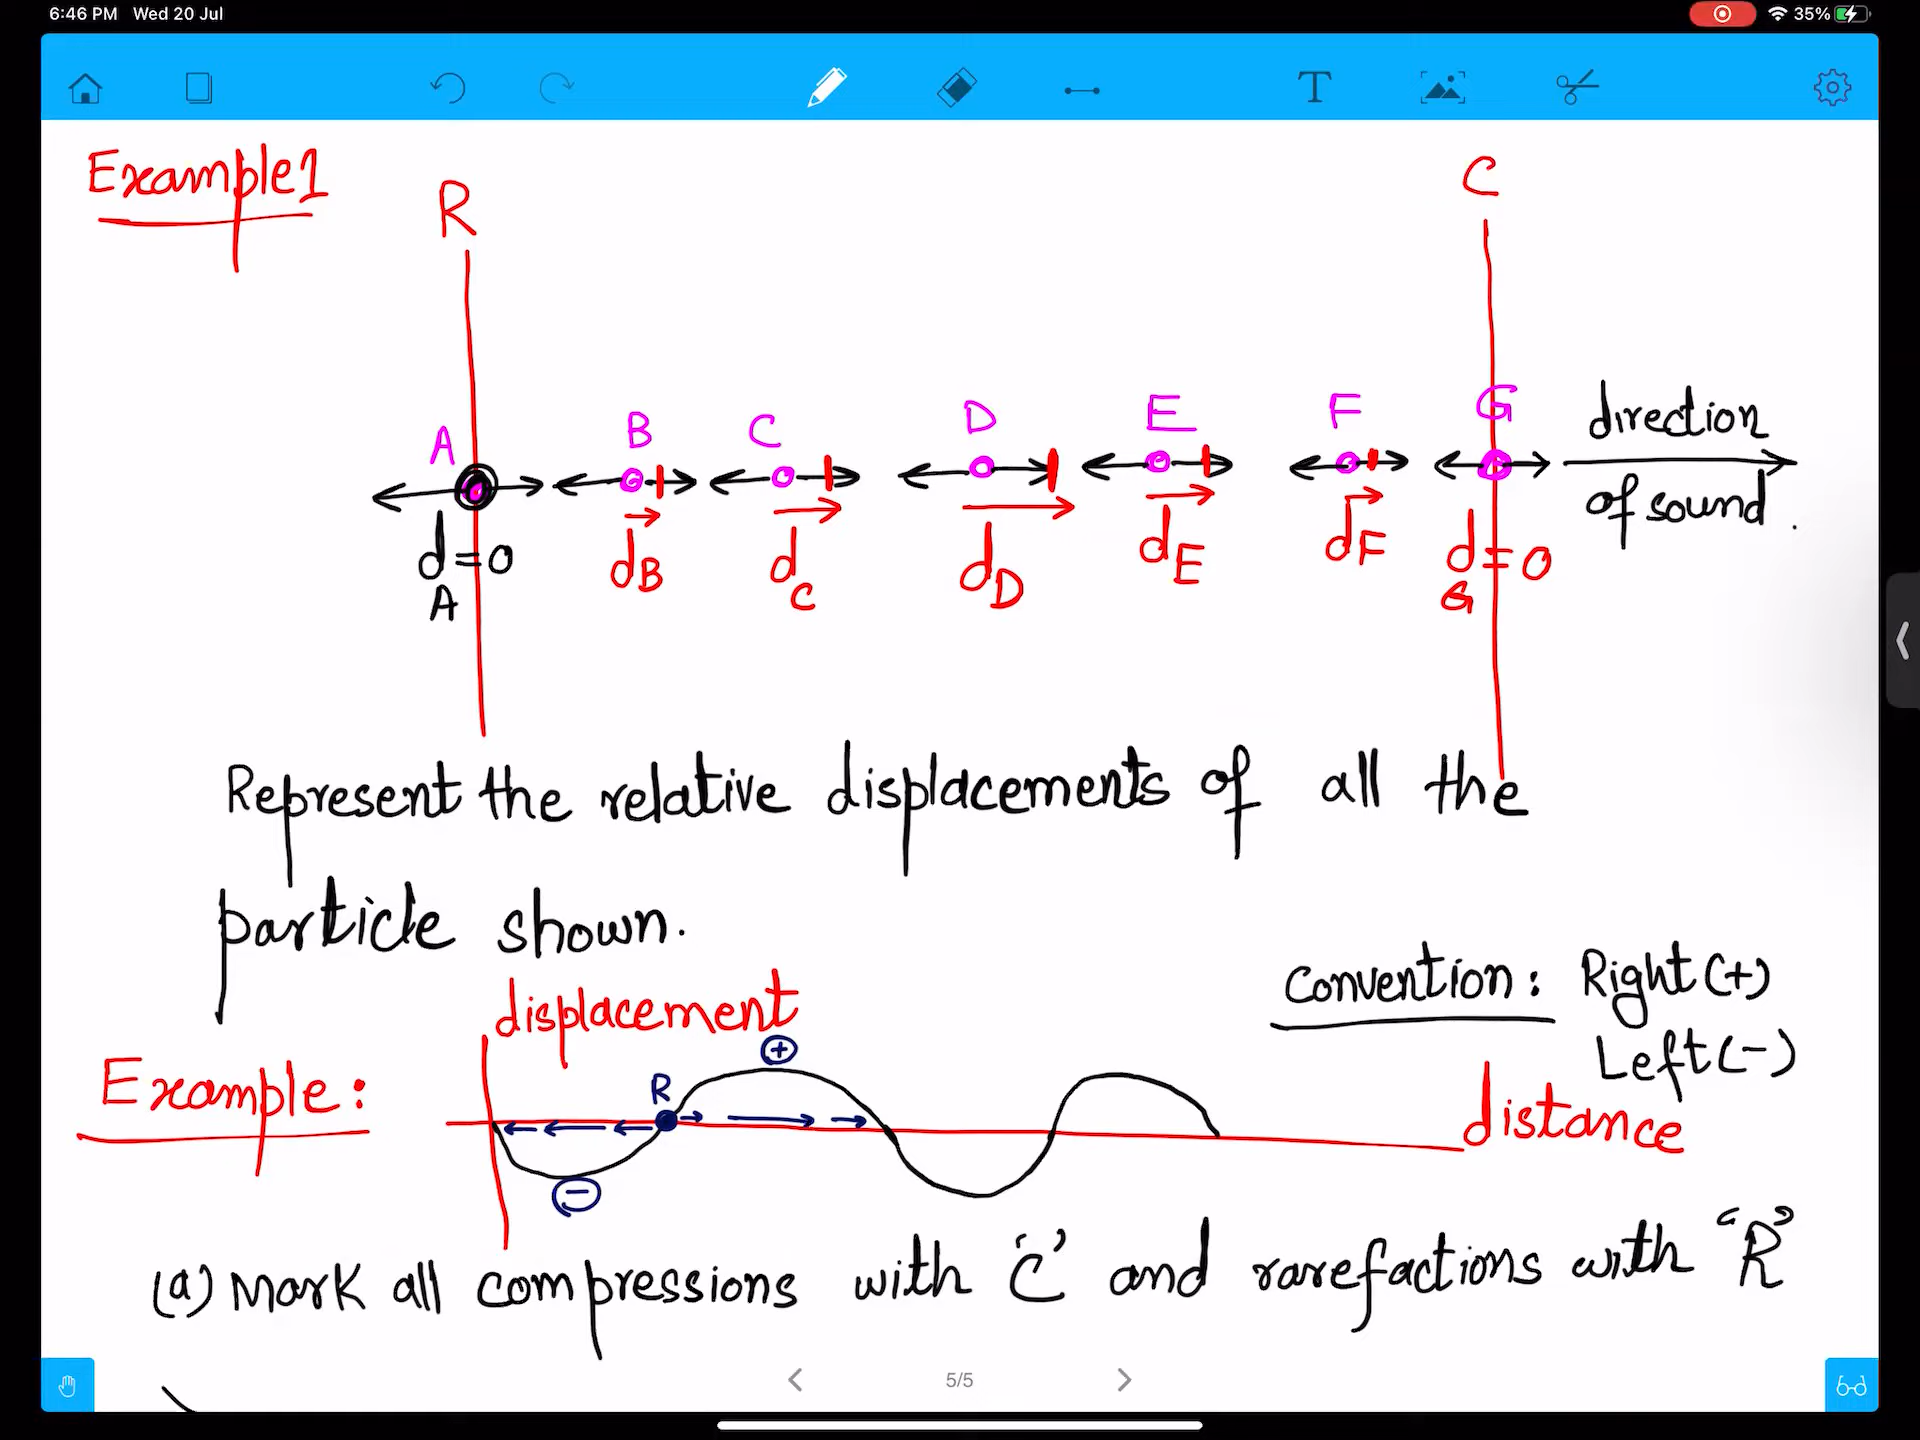 6:46 PM Wed 20 Jul
35%
T
Example1
R
C
A
B
C
D
E
F
G
direction
of sound.
d = 0
A
dB
dC
dD
dE
dF
d = 0
G
Represent the relative displacements of all the
particle shown.
Convention: Right (+)
Left (-)
displacement
Example:
R
+
-
distance
(a) Mark all compressions with 'C' and rarefactions with "R"
5/5